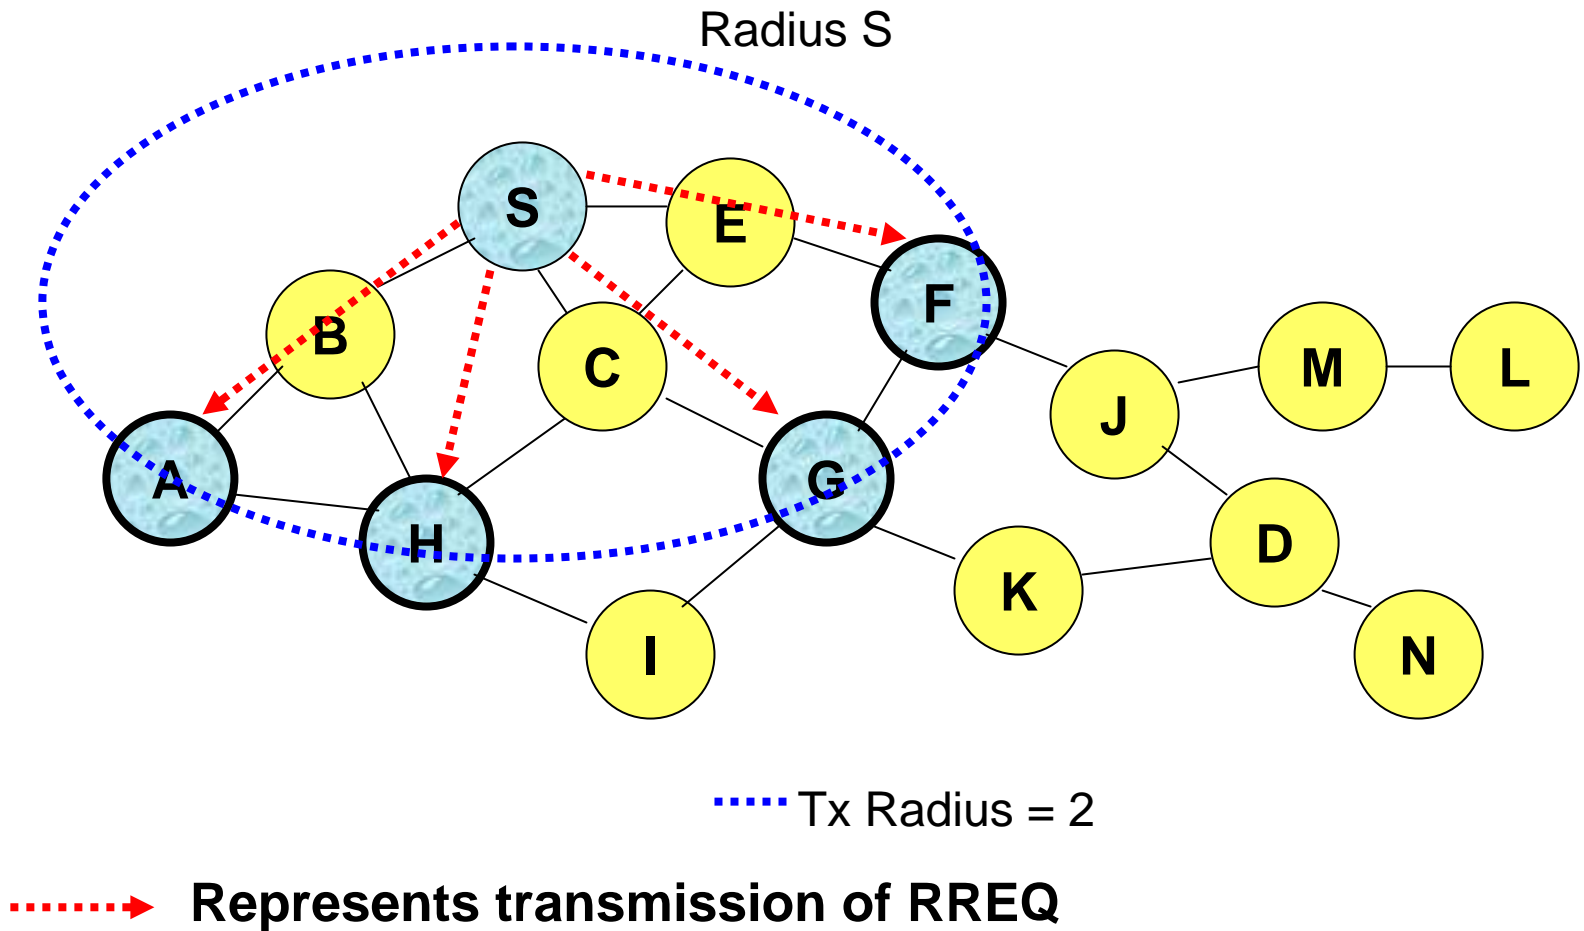 Radius S
S
E
F
B
C
M
L
J
A
G
H
D
K
I
N
Tx Radius = 2
Represents transmission of RREQ